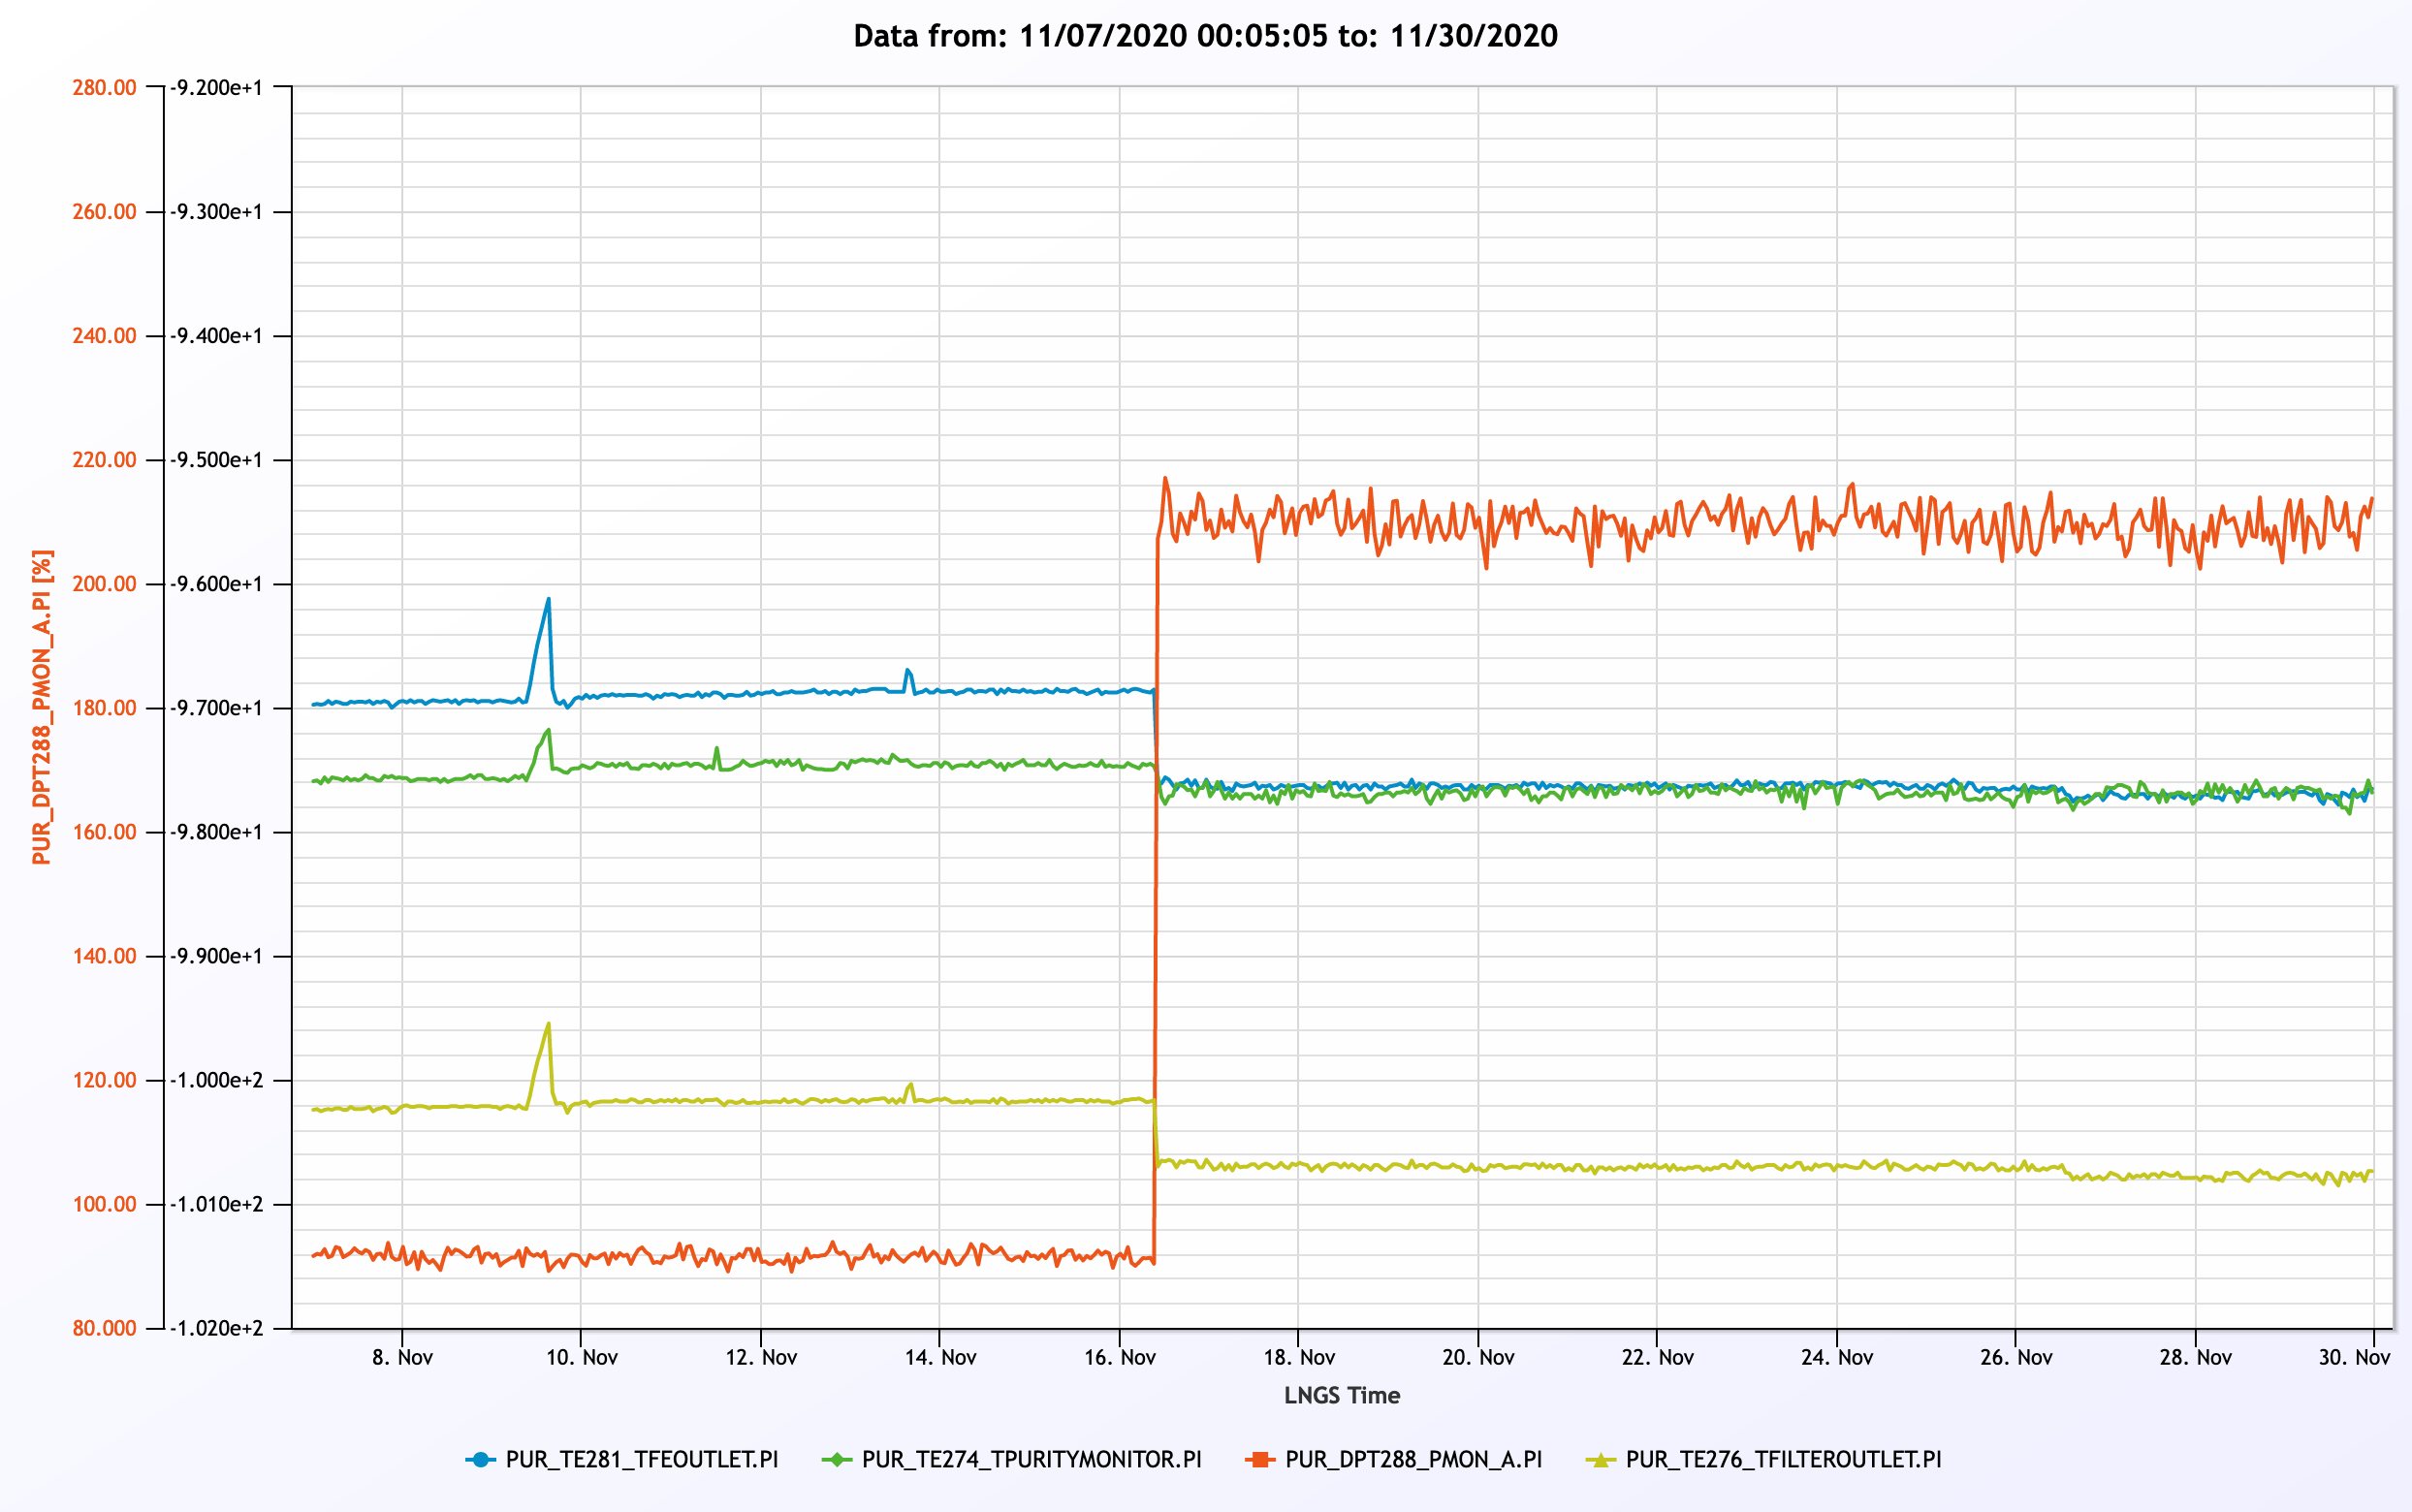 Data from: 11/07/2020 00:05:05 to: 11/30/2020
280.00 -9.200e+1
260.00 -9.300e+1
240.00 -9.400e+1
220.00 -9.500e+1
200.00 -9.600e+1
180.00 -9.700e+1
160.00 -9.800e+1
140.00 -9.900e+1
120.00 -1.000e+2
100.00 -1.010e+2
80.000 -1.020e+2
PUR_DPT288_PMON_A.PI [%]
8. Nov 10. Nov 12. Nov 14. Nov 16. Nov 18. Nov 20. Nov 22. Nov 24. Nov 26. Nov 28. Nov 30. Nov
LNGS Time
PUR_TE281_TFEOUTLET.PI PUR_TE274_TPURITYMONITOR.PI PUR_DPT288_PMON_A.PI PUR_TE276_TFILTEROUTLET.PI